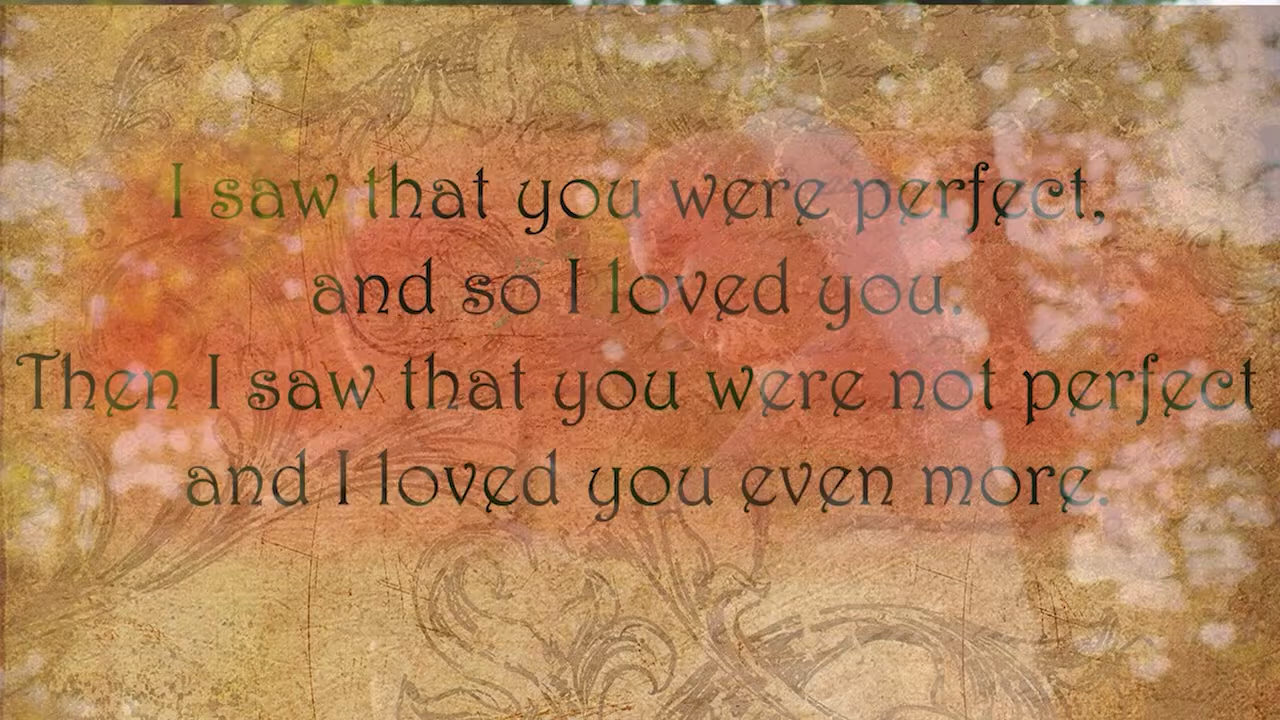 I saw that you were perfect,
and so I loved you.
Then I saw that you were not perfect
and I loved you even more.